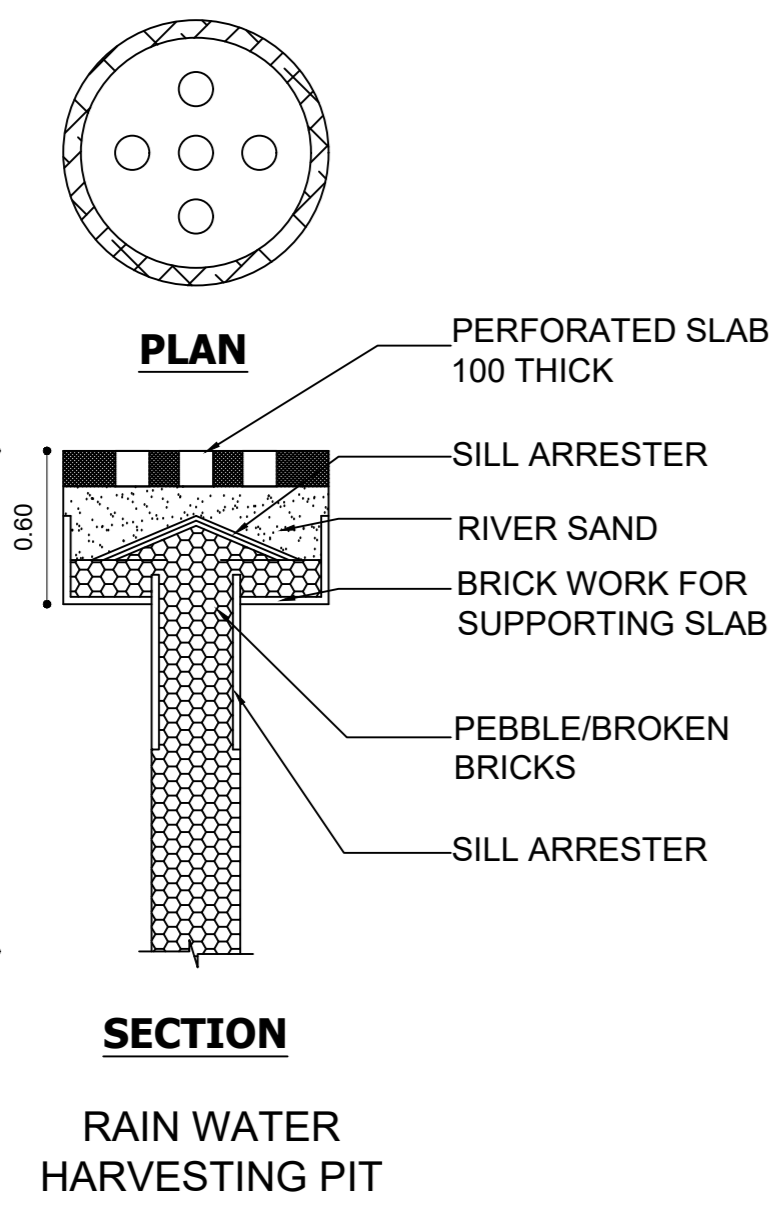 PLAN
PERFORATED SLAB
100 THICK
SILL ARRESTER
0.60
RIVER SAND
BRICK WORK FOR
SUPPORTING SLAB
PEBBLE/BROKEN
BRICKS
SILL ARRESTER
SECTION
RAIN WATER
HARVESTING PIT